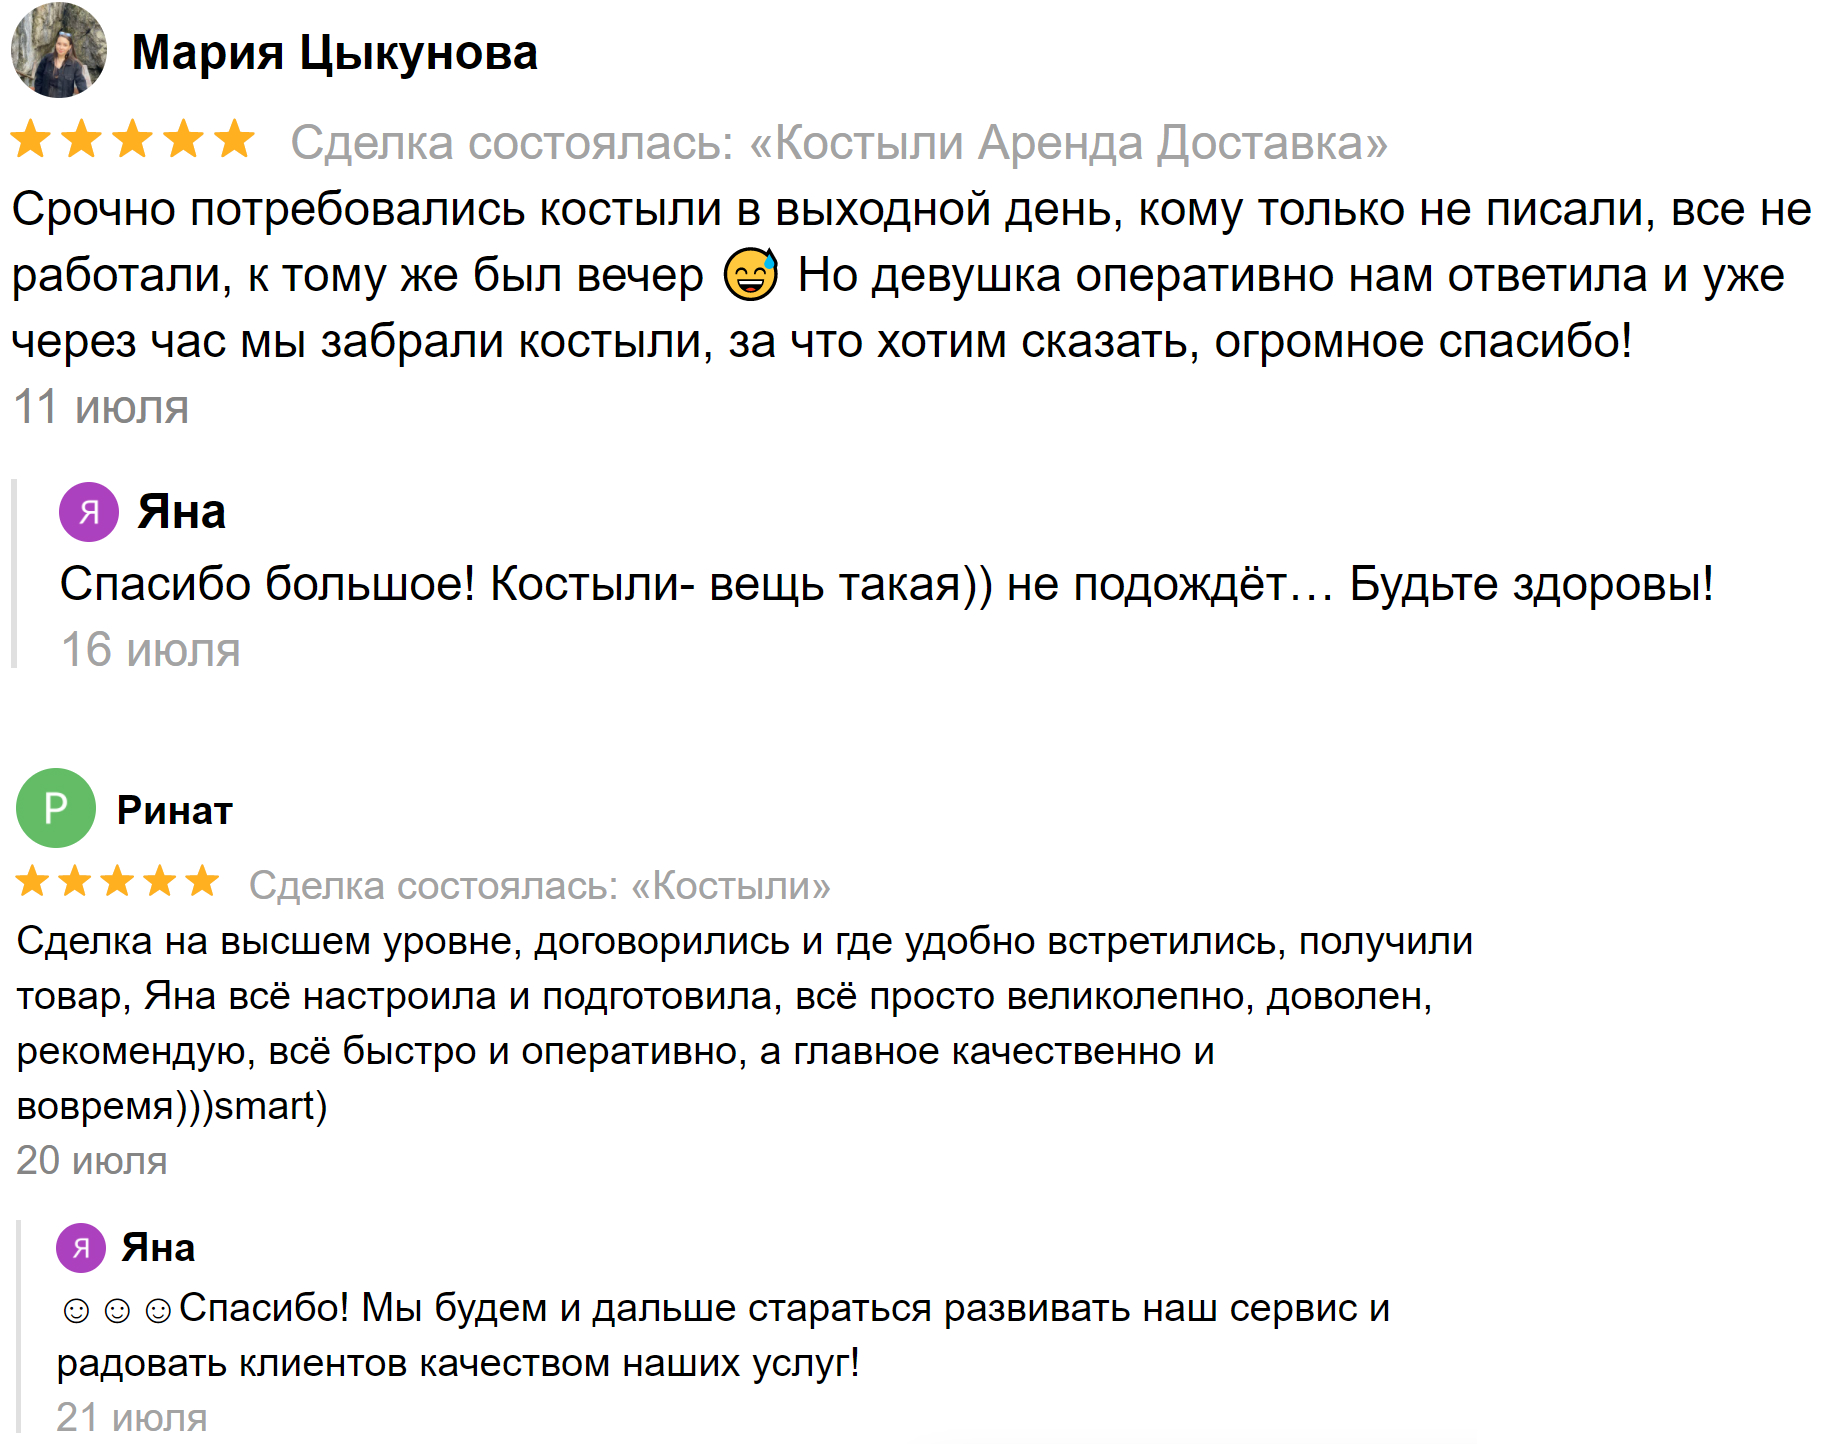 Мария Цыкунова
Сделка состоялась: «Костыли Аренда Доставка»
Срочно потребовались костыли в выходной день, кому только не писали, все не
работали, к тому же был вечер 😅 Но девушка оперативно нам ответила и уже
через час мы забрали костыли, за что хотим сказать, огромное спасибо!
11 июля
Я Яна
Спасибо большое! Костыли- вещь такая)) не подождёт… Будьте здоровы!
16 июля
Р Ринат
Сделка состоялась: «Костыли»
Сделка на высшем уровне, договорились и где удобно встретились, получили
товар, Яна всё настроила и подготовила, всё просто великолепно, доволен,
рекомендую, всё быстро и оперативно, а главное качественно и
вовремя)))smart)
20 июля
Я Яна
☺☺☺Спасибо! Мы будем и дальше стараться развивать наш сервис и
радовать клиентов качеством наших услуг!
21 июля